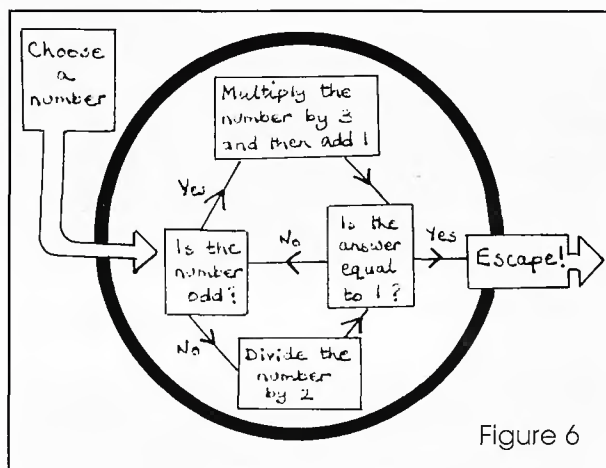 Choose
a
number
Multiply the
number by 3
and then add 1
Yes
Is the
number
odd?
No
Is the
answer
equal
to 1?
Yes
Escape!
No
Divide the
number
by 2
Figure 6